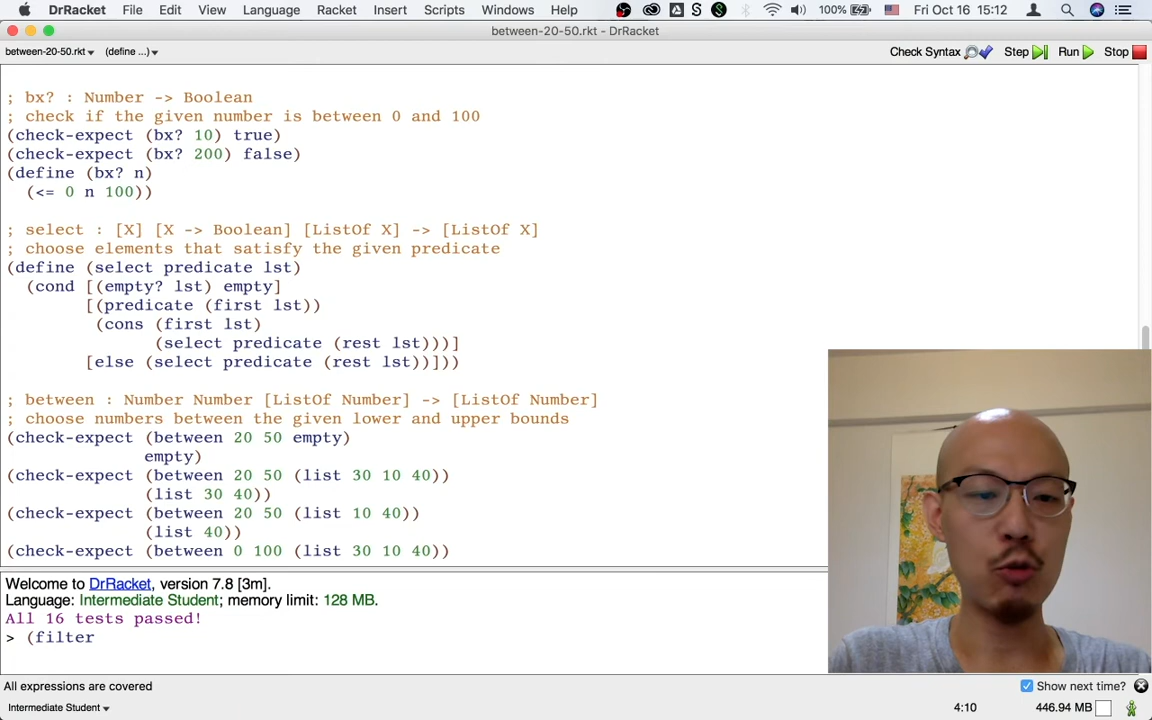 DrRacket File Edit View Language Racket Insert Scripts Windows Help 100% Fri Oct 16 15:12
between-20-50.rkt - DrRacket
between-20-50.rkt (define ...) Check Syntax Step Run Stop
; bx? : Number -> Boolean
; check if the given number is between 0 and 100
(check-expect (bx? 10) true)
(check-expect (bx? 200) false)
(define (bx? n)
  (<= 0 n 100))
; select : [X] [X -> Boolean] [ListOf X] -> [ListOf X]
; choose elements that satisfy the given predicate
(define (select predicate lst)
  (cond [(empty? lst) empty]
        [(predicate (first lst))
         (cons (first lst)
               (select predicate (rest lst)))]
        [else (select predicate (rest lst))]))
; between : Number Number [ListOf Number] -> [ListOf Number]
; choose numbers between the given lower and upper bounds
(check-expect (between 20 50 empty)
              empty)
(check-expect (between 20 50 (list 30 10 40))
              (list 30 40))
(check-expect (between 20 50 (list 10 40))
              (list 40))
(check-expect (between 0 100 (list 30 10 40))
Welcome to DrRacket, version 7.8 [3m].
Language: Intermediate Student; memory limit: 128 MB.
All 16 tests passed!
> (filter
All expressions are covered Show next time?
Intermediate Student 4:10 446.94 MB